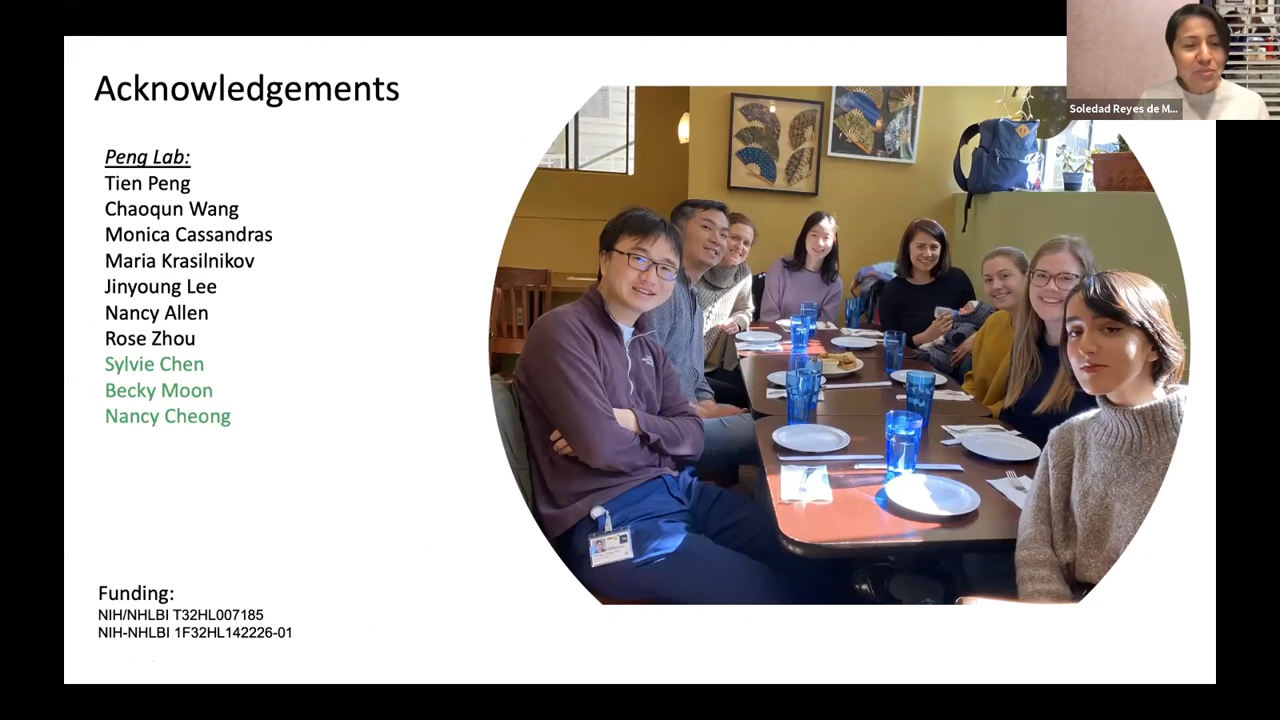 Soledad Reyes de M...
Acknowledgements
Peng Lab:
Tien Peng
Chaoqun Wang
Monica Cassandras
Maria Krasilnikov
Jinyoung Lee
Nancy Allen
Rose Zhou
Sylvie Chen
Becky Moon
Nancy Cheong
Funding:
NIH/NHLBI T32HL007185
NIH-NHLBI 1F32HL142226-01